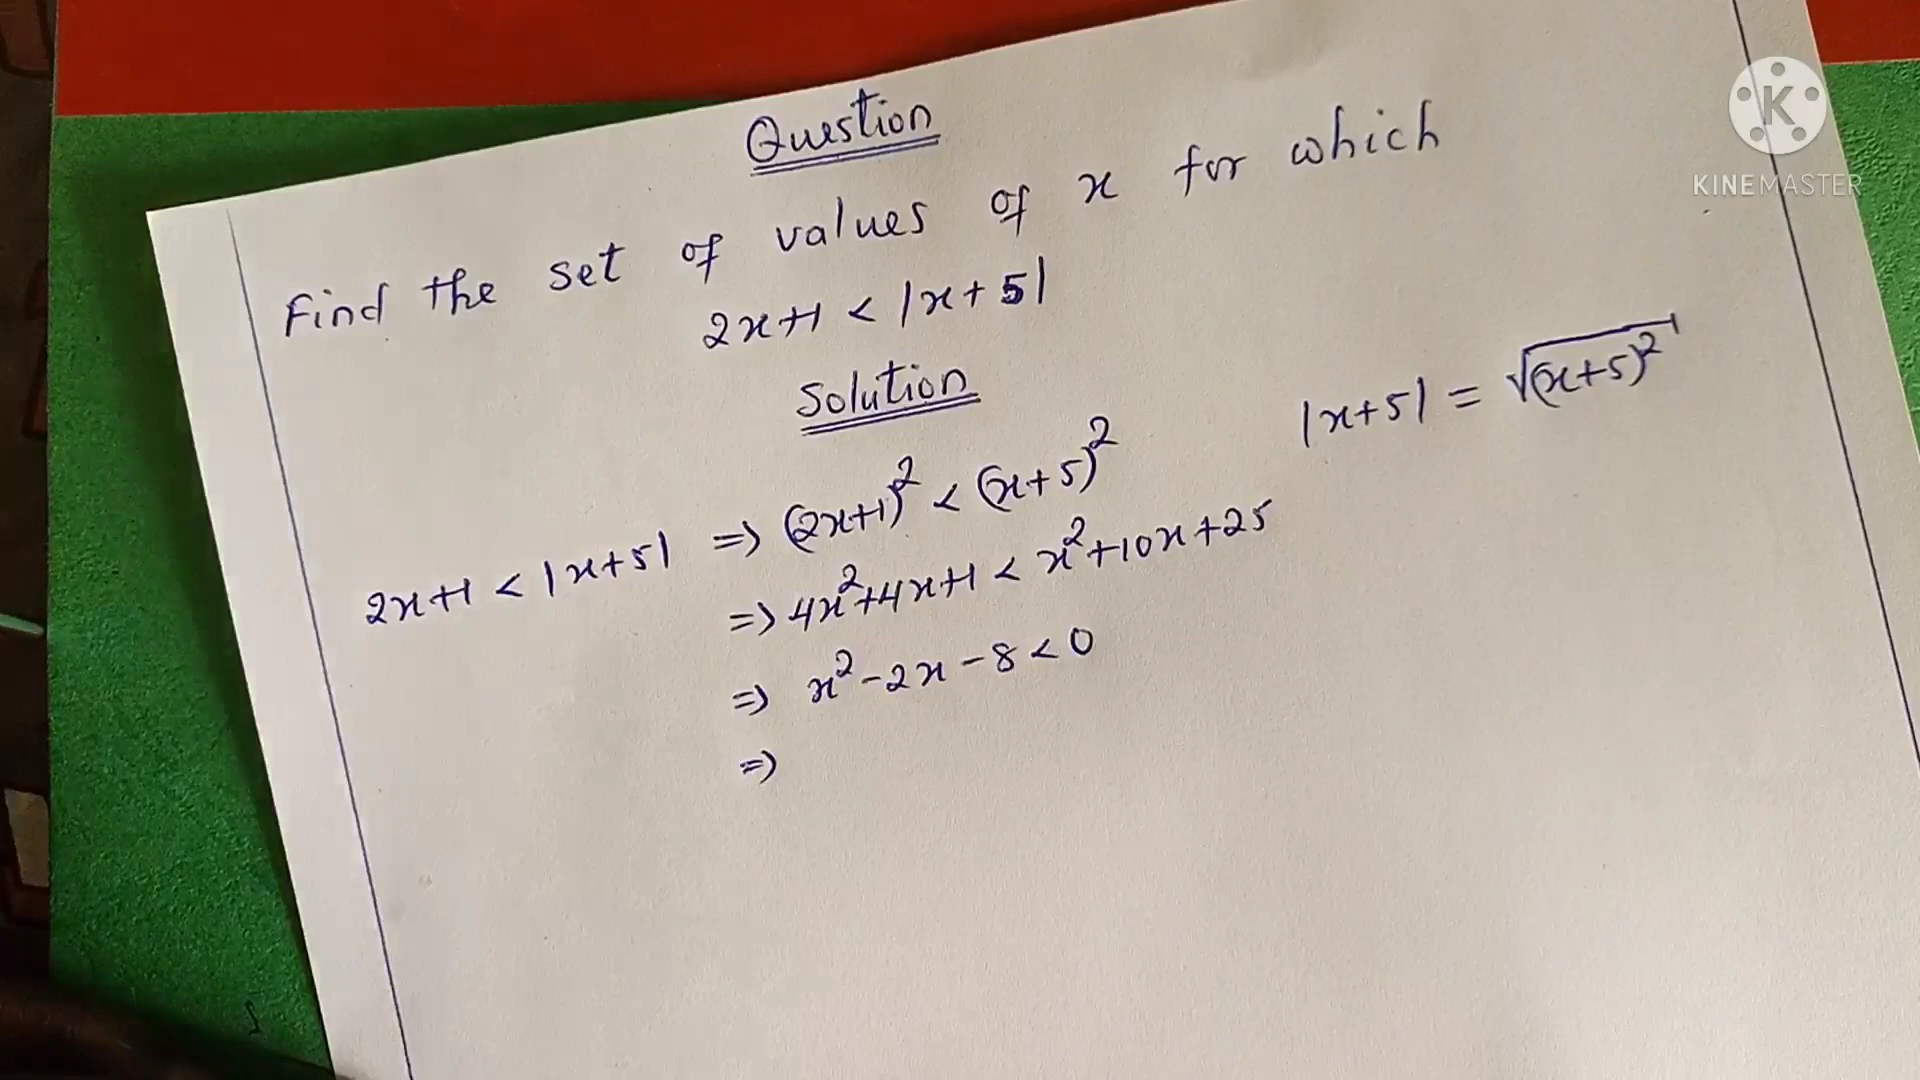 Question
Find the set of values of x for which
2x+1 < |x+5|
Solution
|x+5| = √(x+5)²
2x+1 < |x+5| => (2x+1)² < (x+5)²
=> 4x²+4x+1 < x²+10x+25
=> x²-2x-8<0
=>
K
KINEMASTER